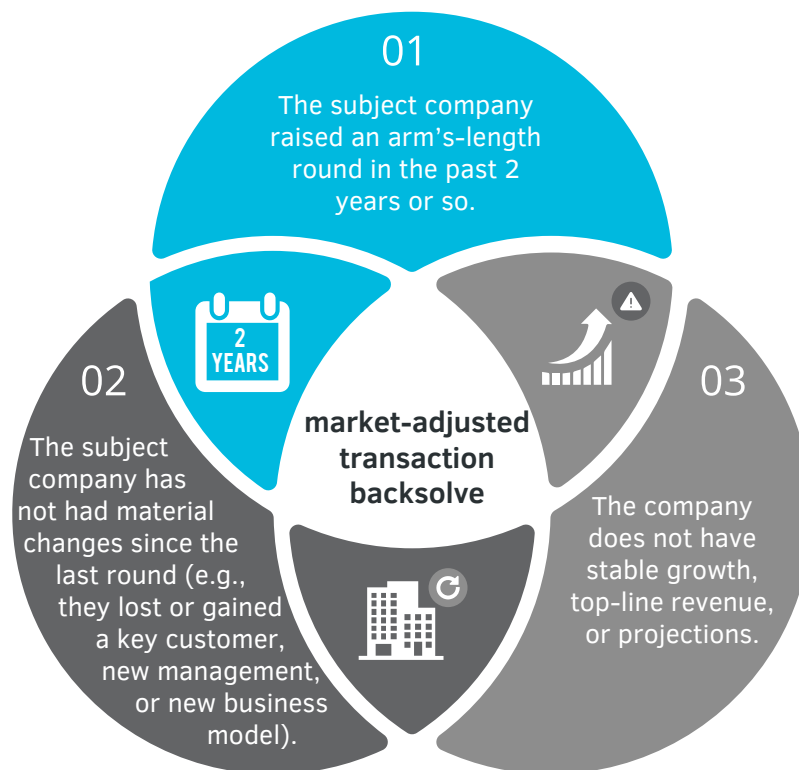 01
The subject company
raised an arm's-length
round in the past 2
years or so.
2
YEARS
02
The subject
company has
not had material
changes since the
last round (e.g.,
they lost or gained
a key customer,
new management,
or new business
model).
market-adjusted
transaction
backsolve
03
The company
does not have
stable growth,
top-line revenue,
or projections.